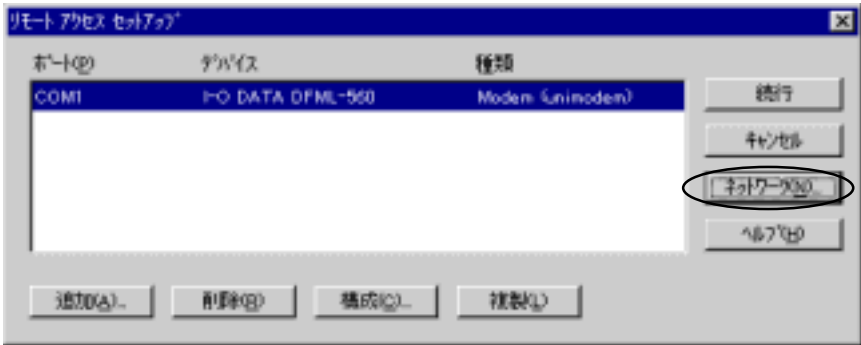 リモート アクセス セットアップ
ポート(P) デバイス 種類
COM1 I-O DATA DFML-560 Modem (unimodem)
続行
キャンセル
ネットワーク(N)...
ヘルプ(H)
追加(A)... 削除(R) 構成(C)... 複製(L)